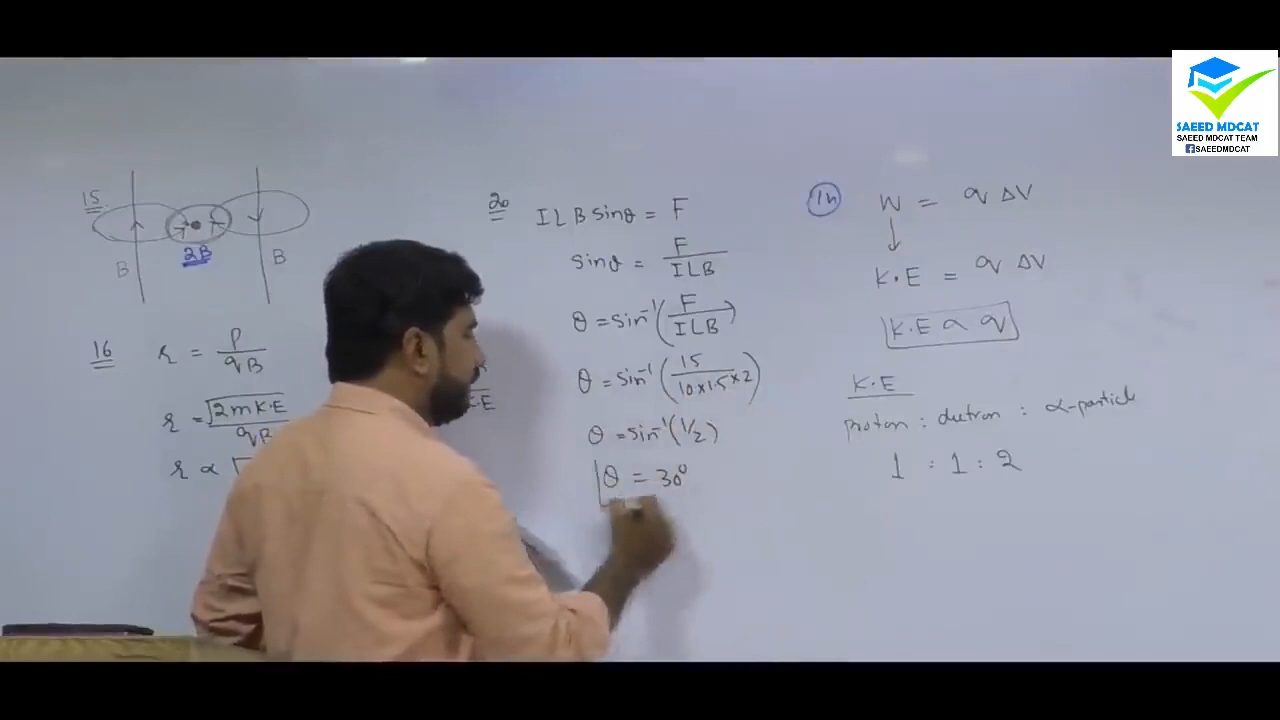 SAEED MDCAT
SAEED MDCAT TEAM
SAEEDMDCAT
15
B
2B
B
16
r = P/qB
r = √2mK·E/qB
r ∝ √
K·E
20
ILB sinθ = F
sinθ = F/ILB
θ = sin⁻¹(F/ILB)
θ = sin⁻¹(15/10×1.5×2)
θ = sin⁻¹(1/2)
θ = 30°
W = q ΔV
K·E = q ΔV
K·E ∝ q
K·E
proton : : α-particle
1 : 1 : 2